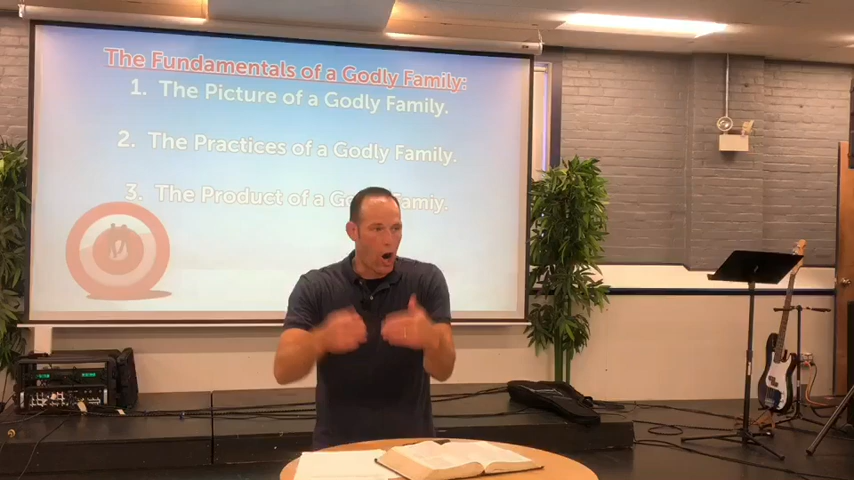 The Fundamentals of a Godly Family:
1. The Picture of a Godly Family.
2. The Practices of a Godly Family.
3. The Product of a Godly Famiy.